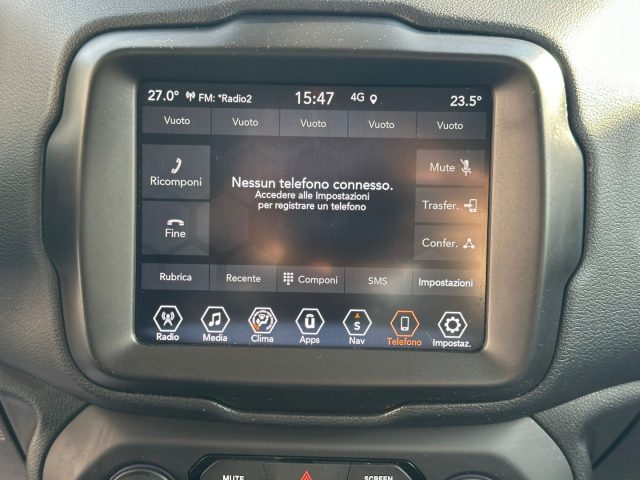 27.0° FM: *Radio2 15:47 4G 23.5°
Vuoto Vuoto Vuoto Vuoto Vuoto
Ricomponi
Fine
Nessun telefono connesso.
Accedere alle Impostazioni
per registrare un telefono
Mute
Trasfer.
Confer.
Rubrica Recente Componi SMS Impostazioni
S
Radio Media Clima Apps Nav Telefono Impostaz.
MUTE SCREEN